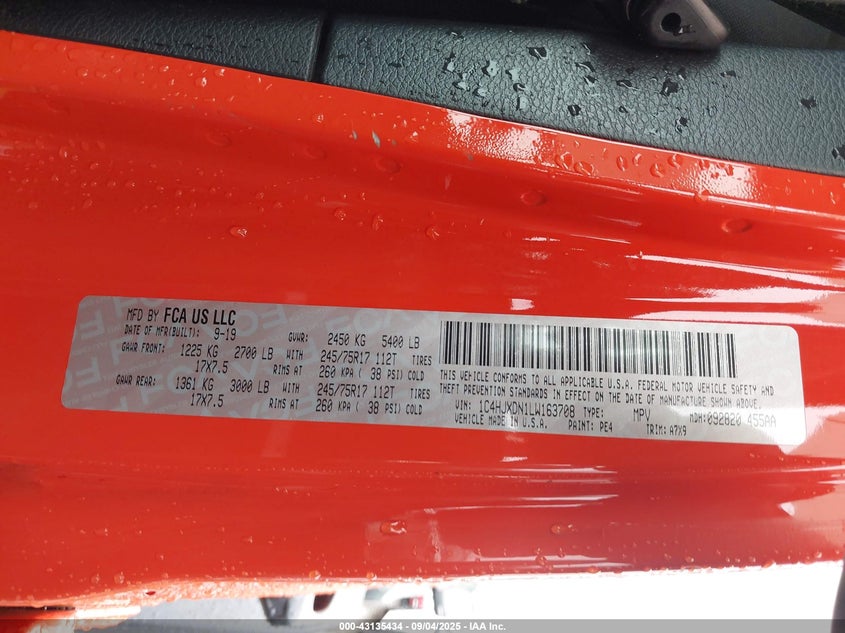 MFD BY FCA US LLC
DATE OF MFR(BUILT): 9-19 GVWR: 2450 KG 5400 LB
GAWR FRONT: 1225 KG 2700 LB WITH 245/75R17 112T TIRES
17X7.5 RIMS AT 260 KPA ( 38 PSI) COLD
GAWR REAR: 1361 KG 3000 LB WITH 245/75R17 112T TIRES
17X7.5 RIMS AT 260 KPA ( 38 PSI) COLD
THIS VEHICLE CONFORMS TO ALL APPLICABLE U.S.A. FEDERAL MOTOR VEHICLE SAFETY AND
THEFT PREVENTION STANDARDS IN EFFECT ON THE DATE OF MANUFACTURE SHOWN ABOVE.
VIN: 1C4HJXDN1LW163708 TYPE: MPV MDH:092820 455AA
VEHICLE MADE IN U.S.A. PAINT: PE4 TRIM: A7X9
000-43135434 - 09/04/2025 - IAA Inc.